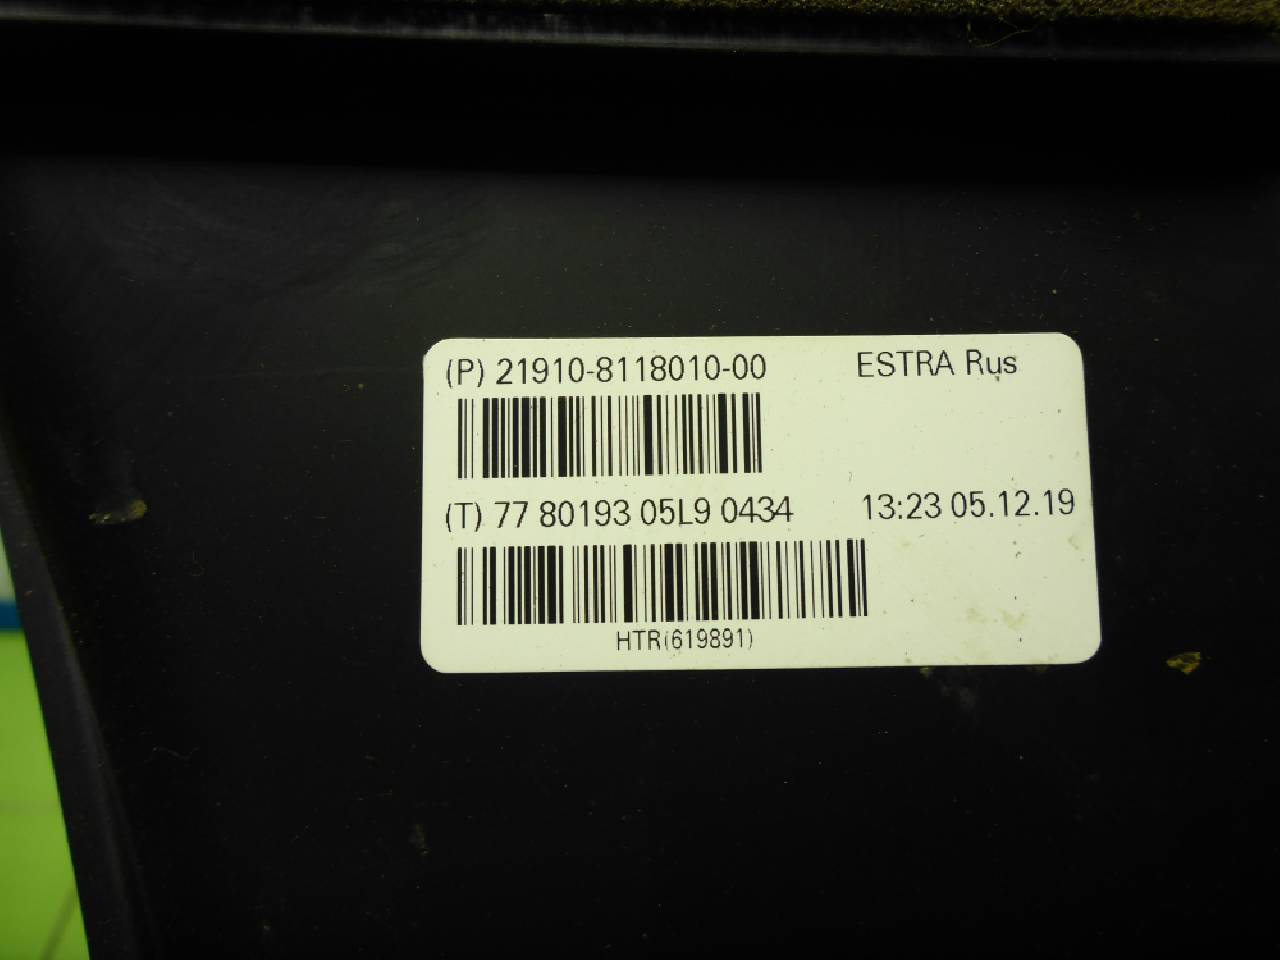 (P) 21910-8118010-00 ESTRA Rus
(T) 77 80193 05L9 0434 13:23 05.12.19
HTR(619891)